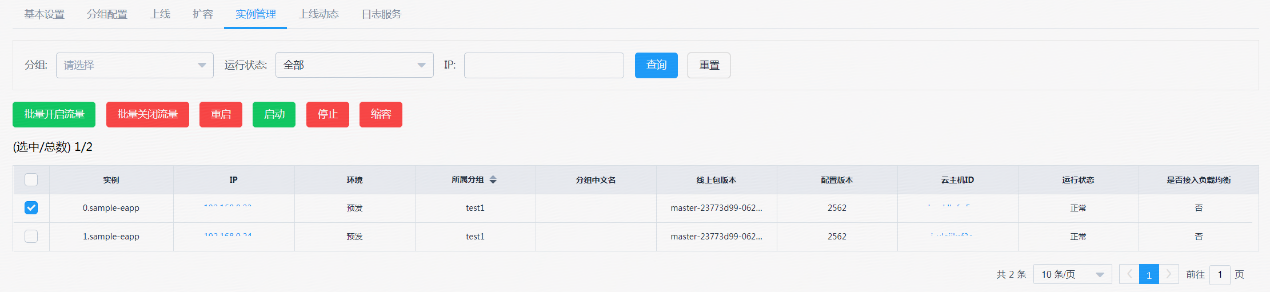 基本设置 分组配置 上线 扩容 实例管理 上线动态 日志服务
分组: 请选择 运行状态: 全部 IP: 查询 重置
批量开启流量 批量关闭流量 重启 启动 停止 缩容
(选中/总数) 1/2
实例 IP 环境 所属分组 分组中文名 线上包版本 配置版本 云主机ID 运行状态 是否接入负载均衡
0.sample-eapp 预发 test1 master-23773d99-062... 2562 正常 否
1.sample-eapp 预发 test1 master-23773d99-062... 2562 正常 否
共 2 条 10 条/页 1 前往 1 页